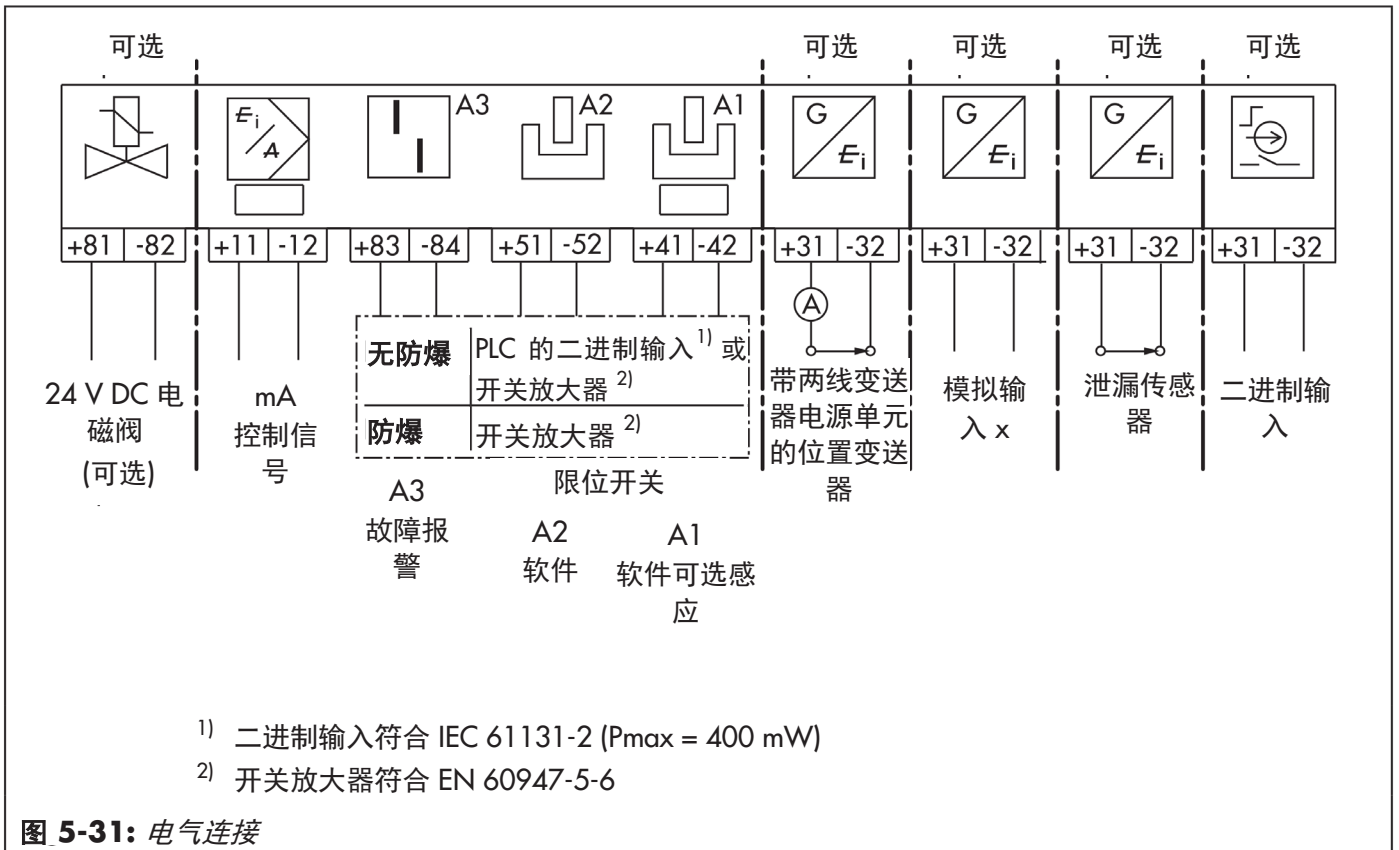 可选 可选 可选 可选 可选
E i / A A3 A2 A1 G / E i G / E i G / E i
+81 -82 +11 -12 +83 -84 +51 -52 +41 -42 +31 -32 +31 -32 +31 -32 +31 -32
A
无防爆 PLC 的二进制输入 1) 或
开关放大器 2)
防爆 开关放大器 2)
24 V DC 电
磁阀
(可选)
mA
控制信
号
A3
故障报
警
限位开关
A2
软件
A1
软件可选感
应
带两线变送
器电源单元
的位置变送
器
模拟输
入 x
泄漏传感
器
二进制输
入
1) 二进制输入符合 IEC 61131-2 (Pmax = 400 mW)
2) 开关放大器符合 EN 60947-5-6
图 5-31: 电气连接